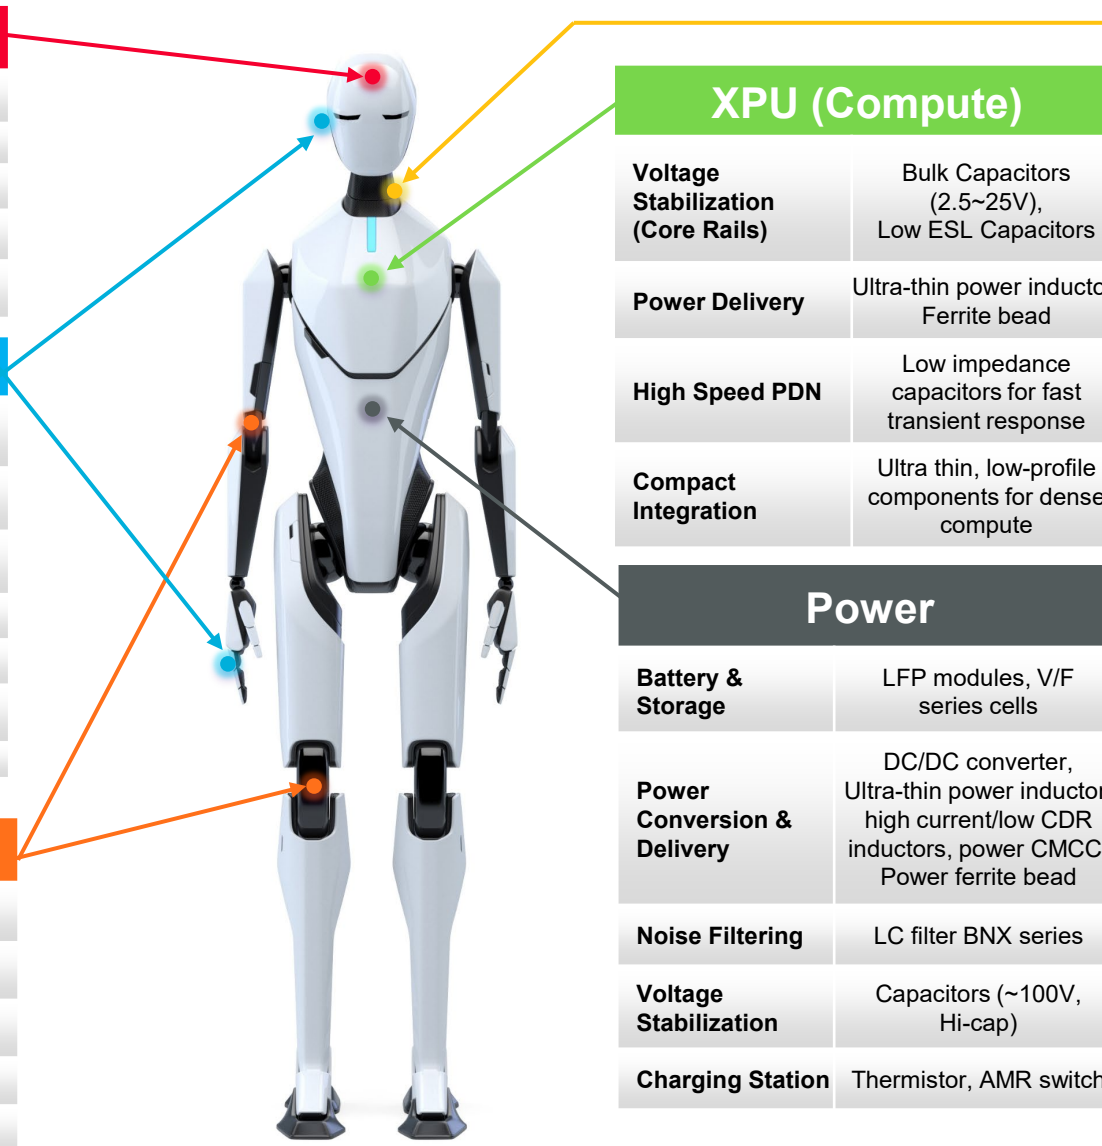 XPU (Compute)
Voltage
Stabilization
(Core Rails)
Bulk Capacitors
(2.5~25V),
Low ESL Capacitors
Power Delivery
Ultra-thin power inducto
Ferrite bead
High Speed PDN
Low impedance
capacitors for fast
transient response
Compact
Integration
Ultra thin, low-profile
components for dense
compute
Power
Battery &
Storage
LFP modules, V/F
series cells
Power
Conversion &
Delivery
DC/DC converter,
Ultra-thin power inductor
high current/low CDR
inductors, power CMCC
Power ferrite bead
Noise Filtering
LC filter BNX series
Voltage
Stabilization
Capacitors (~100V,
Hi-cap)
Charging Station
Thermistor, AMR switch